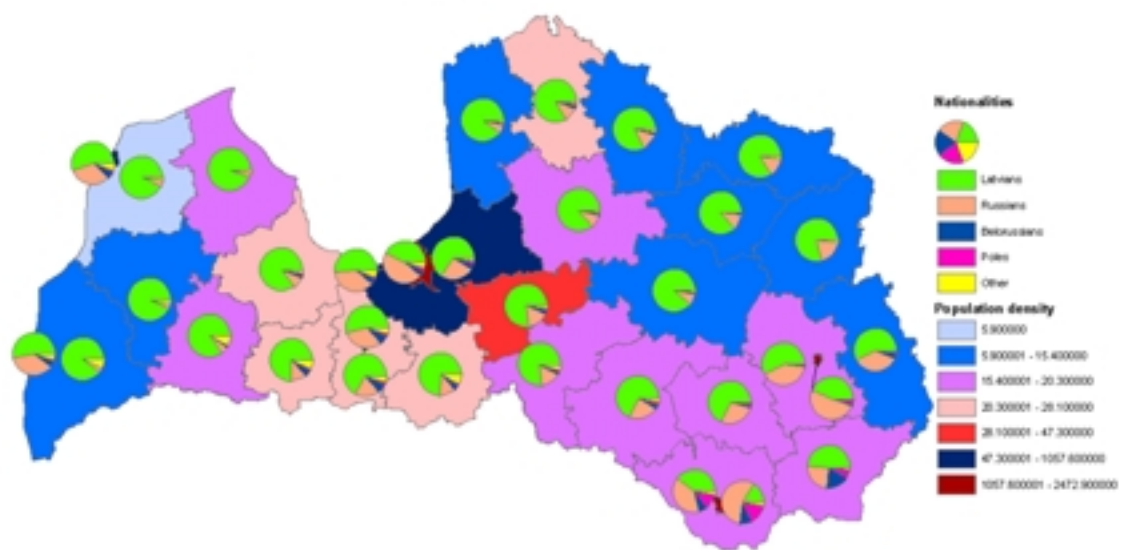 Nationalities
Latvians
Russians
Belorussians
Poles
Other
Population density
5.900000
5.900001 - 15.400000
15.400001 - 20.300000
20.300001 - 28.100000
28.100001 - 47.300000
47.300001 - 1057.600000
1057.600001 - 2472.900000